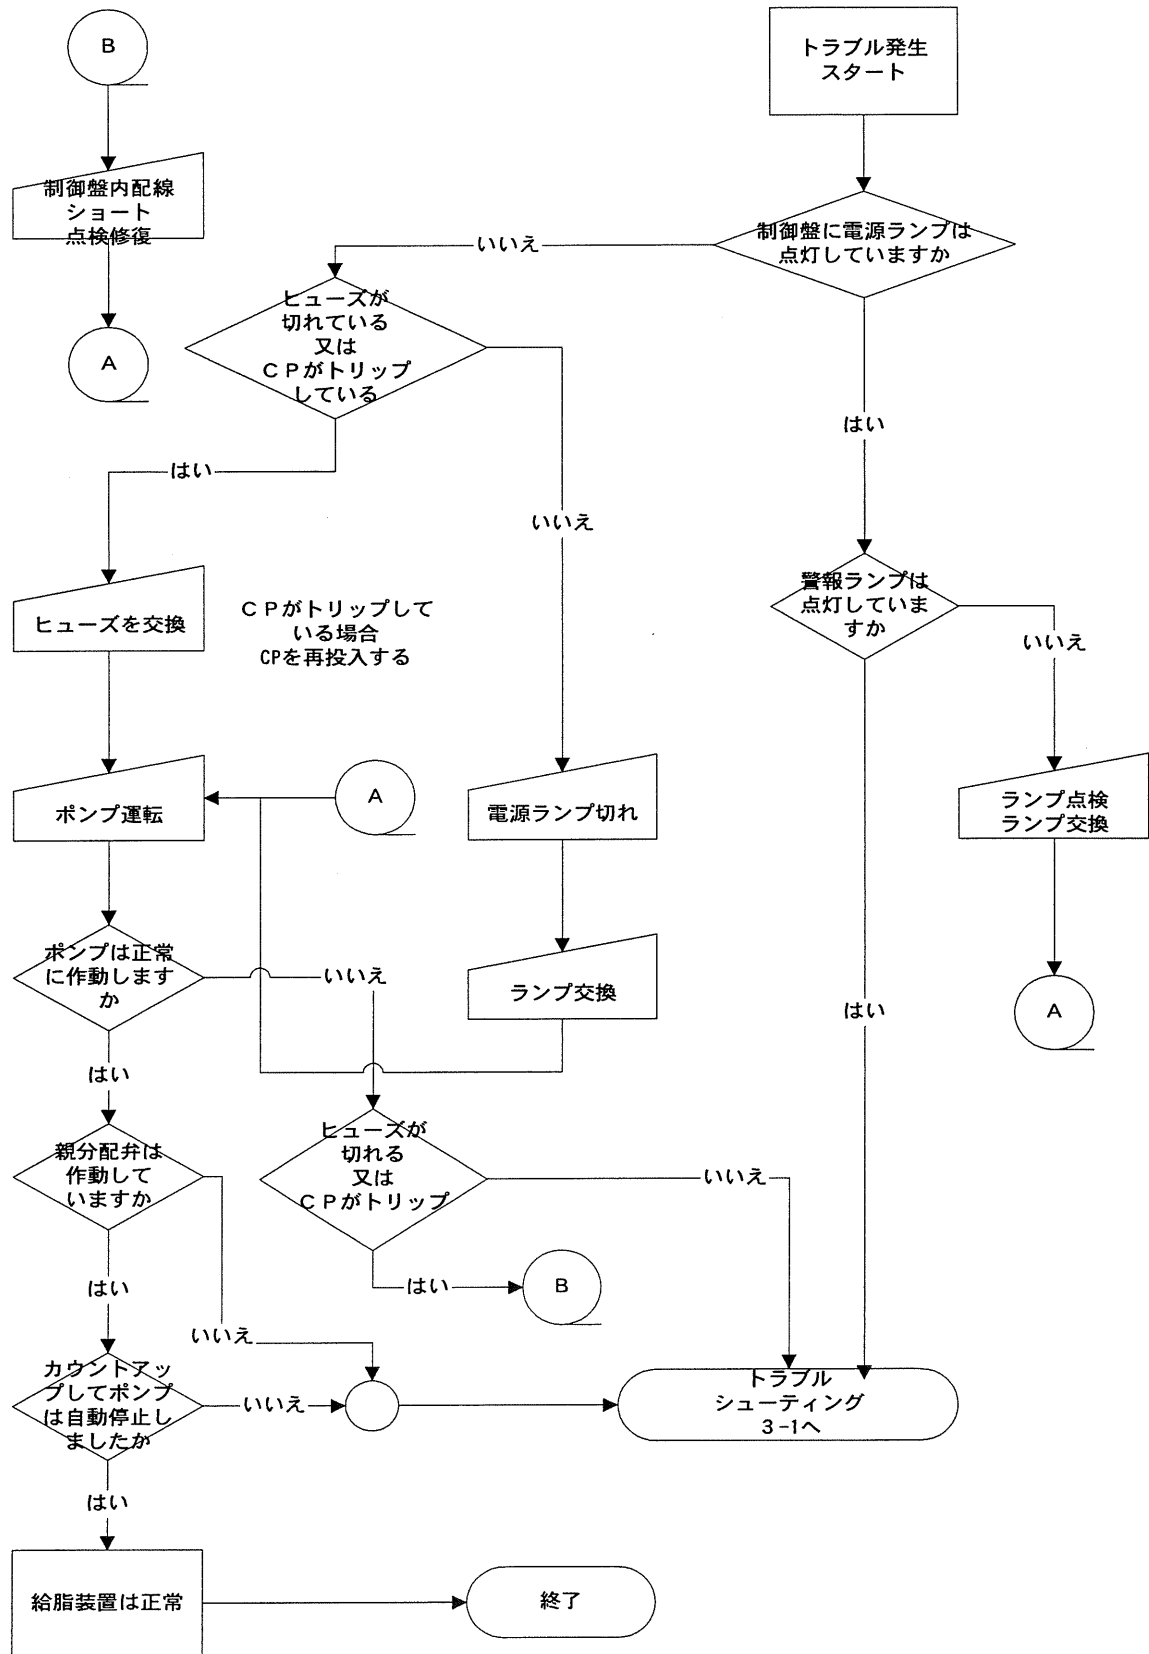 B
トラブル発生
スタート
制御盤内配線
ショート
点検修復
制御盤に電源ランプは
点灯していますか
いいえ
ヒューズが
切れている
又は
ＣＰがトリップ
している
A
はい
はい
いいえ
警報ランプは
点灯していま
すか
いいえ
ヒューズを交換
ＣＰがトリップして
いる場合
CPを再投入する
ポンプ運転
A
電源ランプ切れ
ランプ点検
ランプ交換
ポンプは正常
に作動します
か
いいえ
ランプ交換
はい
A
はい
親分配弁は
作動して
いますか
ヒューズが
切れる
又は
ＣＰがトリップ
いいえ
はい
はい
B
いいえ
カウントアッ
プしてポンプ
は自動停止し
ましたか
いいえ
トラブル
シューティング
３-1へ
はい
給脂装置は正常
終了